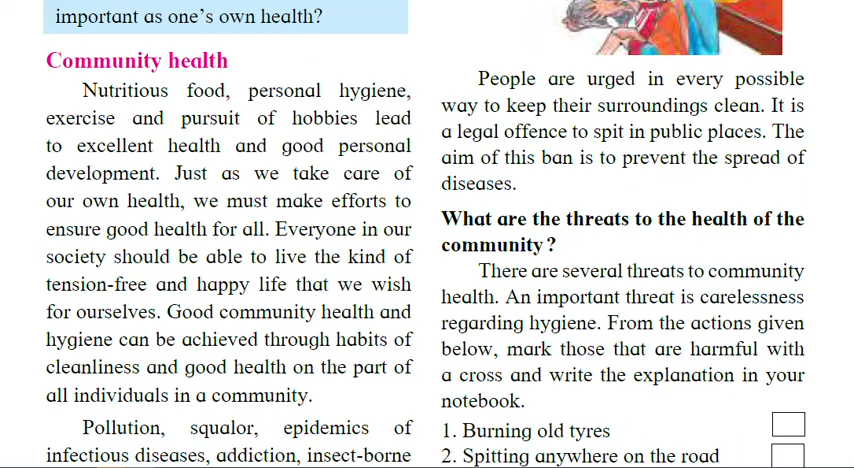 important as one's own health?
Community health
Nutritious food, personal hygiene,
exercise and pursuit of hobbies lead
to excellent health and good personal
development. Just as we take care of
our own health, we must make efforts to
ensure good health for all. Everyone in our
society should be able to live the kind of
tension-free and happy life that we wish
for ourselves. Good community health and
hygiene can be achieved through habits of
cleanliness and good health on the part of
all individuals in a community.
Pollution, squalor, epidemics of
infectious diseases, addiction, insect-borne
People are urged in every possible
way to keep their surroundings clean. It is
a legal offence to spit in public places. The
aim of this ban is to prevent the spread of
diseases.
What are the threats to the health of the
community?
There are several threats to community
health. An important threat is carelessness
regarding hygiene. From the actions given
below, mark those that are harmful with
a cross and write the explanation in your
notebook.
1. Burning old tyres
2. Spitting anywhere on the road